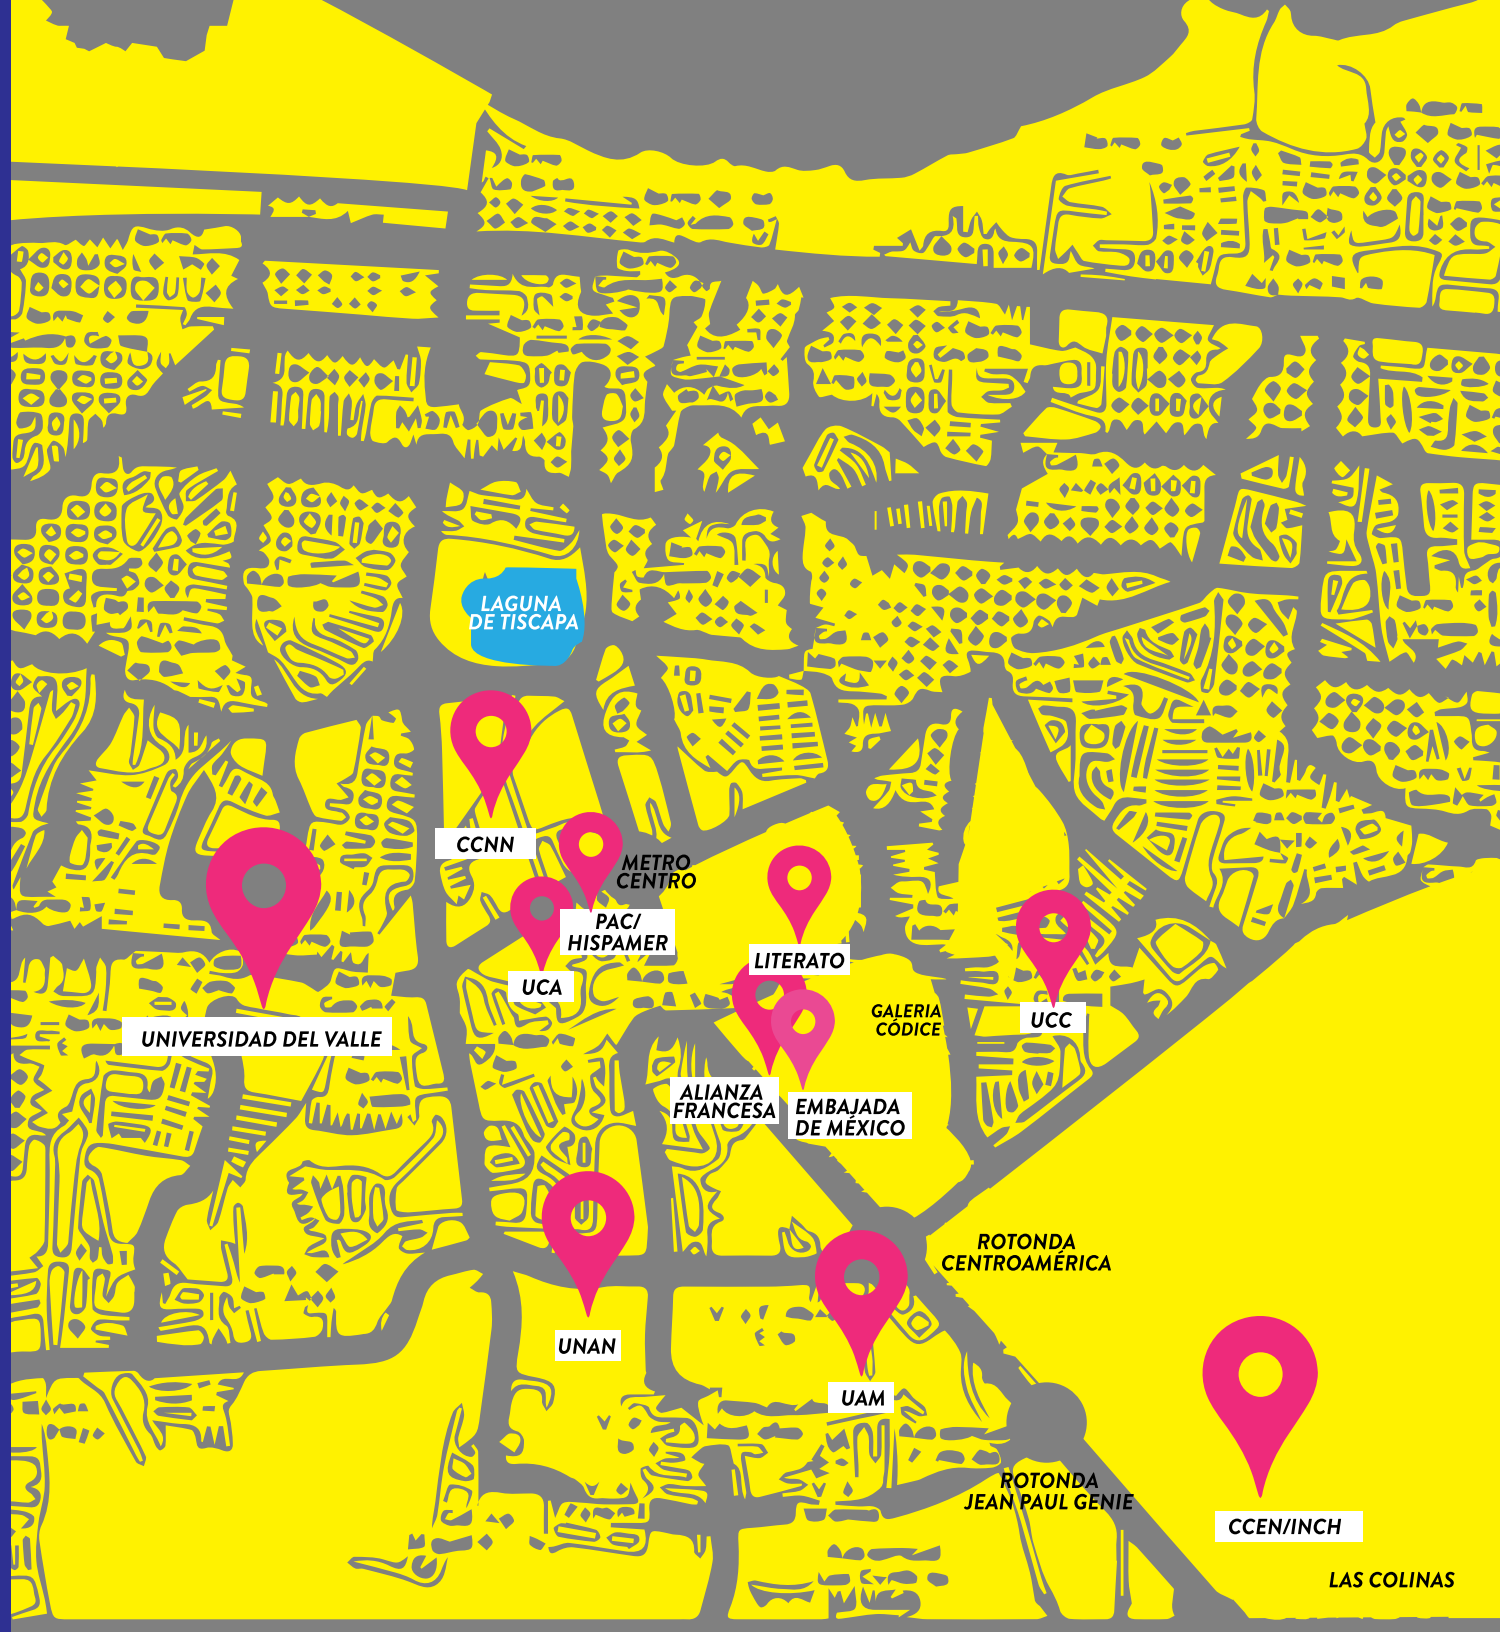 Managua
LAGUNA
DE TISCAPA
CCNN
METRO
CENTRO
PAC/
HISPAMER
LITERATO
UCA
GALERIA
CÓDICE
UCC
UNIVERSIDAD DEL VALLE
ALIANZA
FRANCESA
EMBAJADA
DE MÉXICO
ROTONDA
CENTROAMÉRICA
UNAN
UAM
ROTONDA
JEAN PAUL GENIE
CCEN/INCH
LAS COLINAS